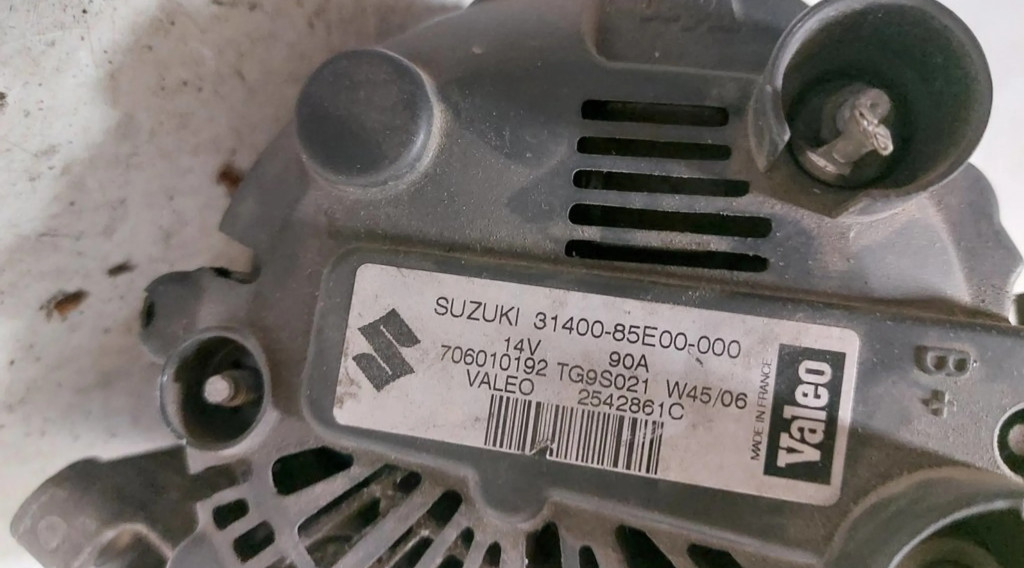 SUZUKI 31400-85E00-000
14V 90A
706010192 TG9S021 W45/06
VALEO 2542861C
MADE IN FRANCE
Valeo
B+